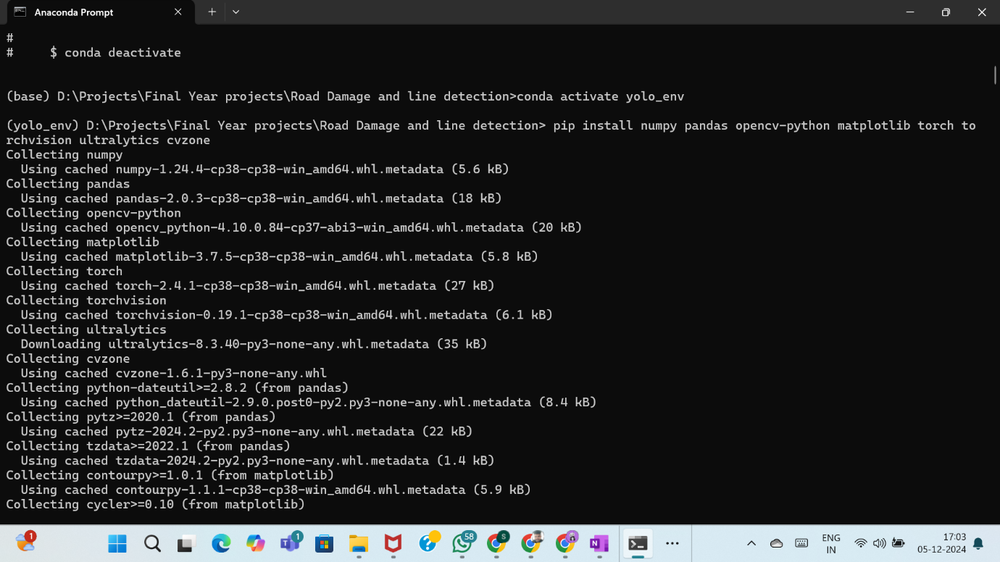 Anaconda Prompt
#
#     $ conda deactivate
(base) D:\Projects\Final Year projects\Road Damage and line detection>conda activate yolo_env
(yolo_env) D:\Projects\Final Year projects\Road Damage and line detection> pip install numpy pandas opencv-python matplotlib torch to
rchvision ultralytics cvzone
Collecting numpy
  Using cached numpy-1.24.4-cp38-cp38-win_amd64.whl.metadata (5.6 kB)
Collecting pandas
  Using cached pandas-2.0.3-cp38-cp38-win_amd64.whl.metadata (18 kB)
Collecting opencv-python
  Using cached opencv_python-4.10.0.84-cp37-abi3-win_amd64.whl.metadata (20 kB)
Collecting matplotlib
  Using cached matplotlib-3.7.5-cp38-cp38-win_amd64.whl.metadata (5.8 kB)
Collecting torch
  Using cached torch-2.4.1-cp38-cp38-win_amd64.whl.metadata (27 kB)
Collecting torchvision
  Using cached torchvision-0.19.1-cp38-cp38-win_amd64.whl.metadata (6.1 kB)
Collecting ultralytics
  Downloading ultralytics-8.3.40-py3-none-any.whl.metadata (35 kB)
Collecting cvzone
  Using cached cvzone-1.6.1-py3-none-any.whl
Collecting python-dateutil>=2.8.2 (from pandas)
  Using cached python_dateutil-2.9.0.post0-py2.py3-none-any.whl.metadata (8.4 kB)
Collecting pytz>=2020.1 (from pandas)
  Using cached pytz-2024.2-py2.py3-none-any.whl.metadata (22 kB)
Collecting tzdata>=2022.1 (from pandas)
  Using cached tzdata-2024.2-py2.py3-none-any.whl.metadata (1.4 kB)
Collecting contourpy>=1.0.1 (from matplotlib)
  Using cached contourpy-1.1.1-cp38-cp38-win_amd64.whl.metadata (5.9 kB)
Collecting cycler>=0.10 (from matplotlib)
1
1
58
S
N
ENG
IN
17:03
05-12-2024